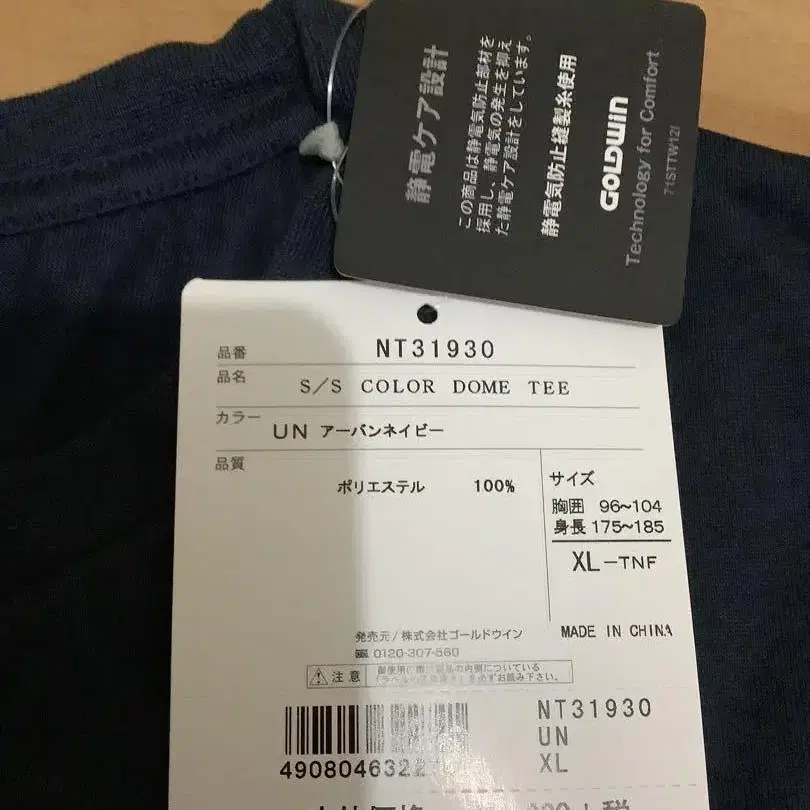 静電ケア設計
この商品は静電気防止部材を
採用し、静電気の発生を抑え
た静電ケア設計をしています。
静電気防止縫製糸使用
GOLDWIN
Technology for Comfort
71STTW12I
品番 NT31930
品名 S/S COLOR DOME TEE
カラー UN アーバンネイビー
品質
ポリエステル 100%
サイズ
胸囲 96~104
身長 175~185
XL-TNF
発売元/株式会社ゴールドウイン
0120-307-560
MADE IN CHINA
注意
NT31930
UN
XL
4908046322